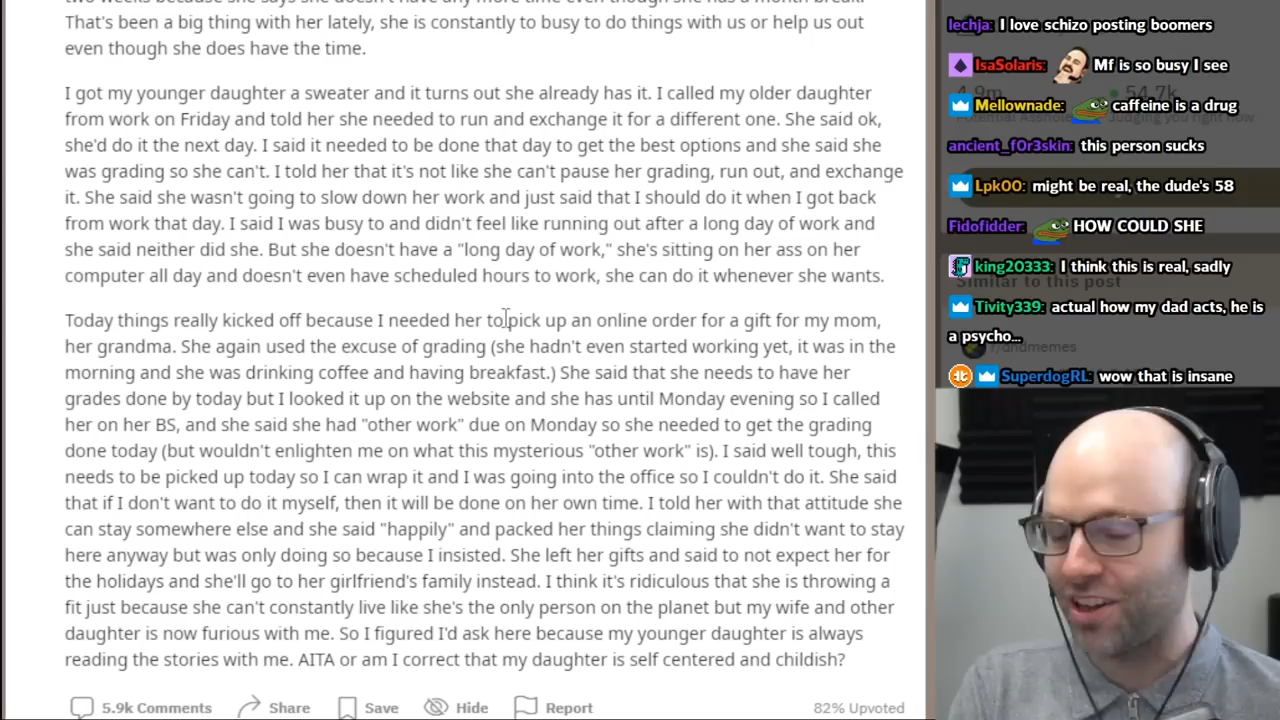 two weeks because she says she doesn't have any more time even though she has a month break.
That's been a big thing with her lately, she is constantly to busy to do things with us or help us out
even though she does have the time.
I got my younger daughter a sweater and it turns out she already has it. I called my older daughter
from work on Friday and told her she needed to run and exchange it for a different one. She said ok,
she'd do it the next day. I said it needed to be done that day to get the best options and she said she
was grading so she can't. I told her that it's not like she can't pause her grading, run out, and exchange
it. She said she wasn't going to slow down her work and just said that I should do it when I got back
from work that day. I said I was busy to and didn't feel like running out after a long day of work and
she said neither did she. But she doesn't have a "long day of work," she's sitting on her ass on her
computer all day and doesn't even have scheduled hours to work, she can do it whenever she wants.
Today things really kicked off because I needed her to pick up an online order for a gift for my mom,
her grandma. She again used the excuse of grading (she hadn't even started working yet, it was in the
morning and she was drinking coffee and having breakfast.) She said that she needs to have her
grades done by today but I looked it up on the website and she has until Monday evening so I called
her on her BS, and she said she had "other work" due on Monday so she needed to get the grading
done today (but wouldn't enlighten me on what this mysterious "other work" is). I said well tough, this
needs to be picked up today so I can wrap it and I was going into the office so I couldn't do it. She said
that if I don't want to do it myself, then it will be done on her own time. I told her with that attitude she
can stay somewhere else and she said "happily" and packed her things claiming she didn't want to stay
here anyway but was only doing so because I insisted. She left her gifts and said to not expect her for
the holidays and she'll go to her girlfriend's family instead. I think it's ridiculous that she is throwing a
fit just because she can't constantly live like she's the only person on the planet but my wife and other
daughter is now furious with me. So I figured I'd ask here because my younger daughter is always
reading the stories with me. AITA or am I correct that my daughter is self centered and childish?
5.9k Comments Share Save Hide Report 82% Upvoted
lechja: I love schizo posting boomers
IsaSolaris: Mf is so busy I see
4.9m 54.7k
Mellownade: caffeine is a drug
Potential Assholes Judging you right now
ancient_f0r3skin: this person sucks
LpkOO: might be real, the dude's 58
Fidofidder: HOW COULD SHE
king20333: I think this is real, sadly
Similar to this post
Tivity339: actual how my dad acts, he is
a psycho...
r/dndmemes
SuperdogRL: wow that is insane